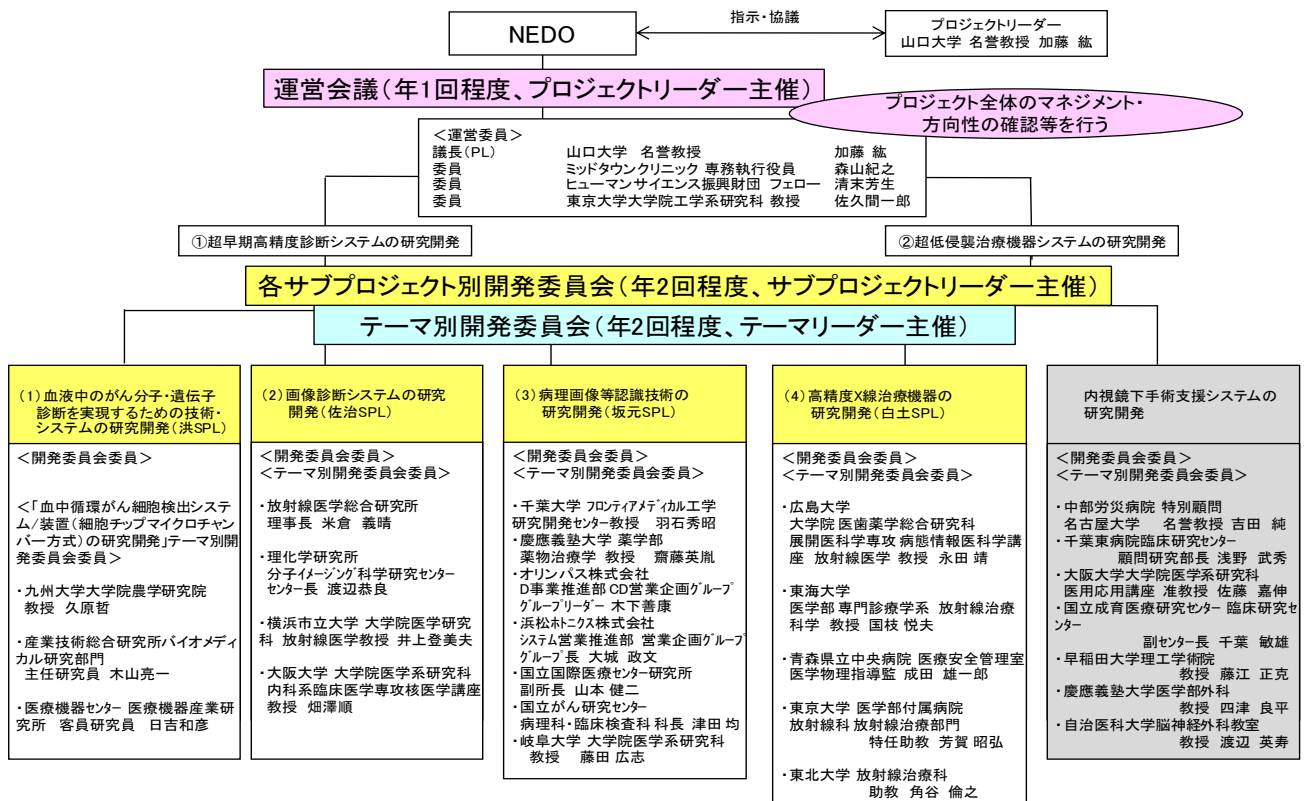 NEDO
指示・協議
プロジェクトリーダー
山口大学 名誉教授 加藤 紘
運営会議(年1回程度、プロジェクトリーダー主催)
プロジェクト全体のマネジメント・
方向性の確認等を行う
＜運営委員＞
議長(PL) 山口大学 名誉教授 加藤 紘
委員 ミッドタウンクリニック 専務執行役員 森山紀之
委員 ヒューマンサイエンス振興財団 フェロー 清末芳生
委員 東京大学大学院工学系研究科 教授 佐久間一郎
①超早期高精度診断システムの研究開発
②超低侵襲治療機器システムの研究開発
各サブプロジェクト別開発委員会(年2回程度、サブプロジェクトリーダー主催)
テーマ別開発委員会(年2回程度、テーマリーダー主催)
(1)血液中のがん分子・遺伝子
診断を実現するための技術・
システムの研究開発(洪SPL)
＜開発委員会委員＞
＜「血中循環がん細胞検出システ
ム/装置(細胞チップマイクロチャン
バー方式)の研究開発」テーマ別開
発委員会委員＞
・九州大学大学院農学研究院
教授 久原哲
・産業技術総合研究所バイオメディ
カル研究部門
主任研究員 木山亮一
・医療機器センター 医療機器産業研
究所 客員研究員 日吉和彦
(2)画像診断システムの研究
開発(佐治SPL)
＜開発委員会委員＞
＜テーマ別開発委員会委員＞
・放射線医学総合研究所
理事長 米倉 義晴
・理化学研究所
分子イメージング科学研究センター
センター長 渡辺恭良
・横浜市立大学 大学院医学研究
科 放射線医学教授 井上登美夫
・大阪大学 大学院医学系研究科
内科系臨床医学専攻核医学講座
教授 畑澤順
(3)病理画像等認識技術の
研究開発(坂元SPL)
＜開発委員会委員＞
＜テーマ別開発委員会委員＞
・千葉大学 フロンティアメディカル工学
研究開発センター教授 羽石秀昭
・慶應義塾大学 薬学部
薬物治療学 教授 齋藤英胤
・オリンパス株式会社
D事業推進部 CD営業企画グループ
グループリーダー 木下善康
・浜松ホトニクス株式会社
システム営業推進部 営業企画グループ
グループ長 大城 政文
・国立国際医療センター研究所
副所長 山本 健二
・国立がん研究センター
病理科・臨床検査科 科長 津田 均
・岐阜大学 大学院医学系研究科
教授 藤田 広志
(4)高精度X線治療機器の
研究開発(白土SPL)
＜開発委員会委員＞
＜テーマ別開発委員会委員＞
・広島大学
大学院 医歯薬学総合研究科
展開医科学専攻 病態情報医科学講
座 放射線医学 教授 永田 靖
・東海大学
医学部 専門診療学系 放射線治療
科学 教授 国枝 悦夫
・青森県立中央病院 医療安全管理室
医学物理指導監 成田 雄一郎
・東京大学 医学部付属病院
放射線科 放射線治療部門
特任助教 芳賀 昭弘
・東北大学 放射線治療科
助教 角谷 倫之
内視鏡下手術支援システムの
研究開発
＜開発委員会委員＞
＜テーマ別開発委員会委員＞
・中部労災病院 特別顧問
名古屋大学 名誉教授 吉田 純
・千葉東病院臨床研究センター
顧問研究部長 浅野 武秀
・大阪大学大学院医学系研究科
医用応用講座 准教授 佐藤 嘉伸
・国立成育医療研究センター 臨床研究セ
ンター
副センター長 千葉 敏雄
・早稲田大学理工学術院
教授 藤江 正克
・慶應義塾大学医学部外科
教授 四津 良平
・自治医科大学脳神経外科教室
教授 渡辺 英寿